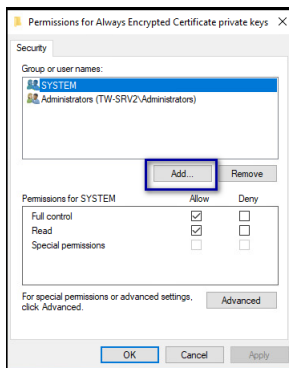 Permissions for Always Encrypted Certificate private keys
Security
Group or user names:
SYSTEM
Administrators (TW-SRV2\Administrators)
Add... Remove
Permissions for SYSTEM Allow Deny
Full control
Read
Special permissions
For special permissions or advanced settings, click Advanced.
Advanced
OK Cancel Apply